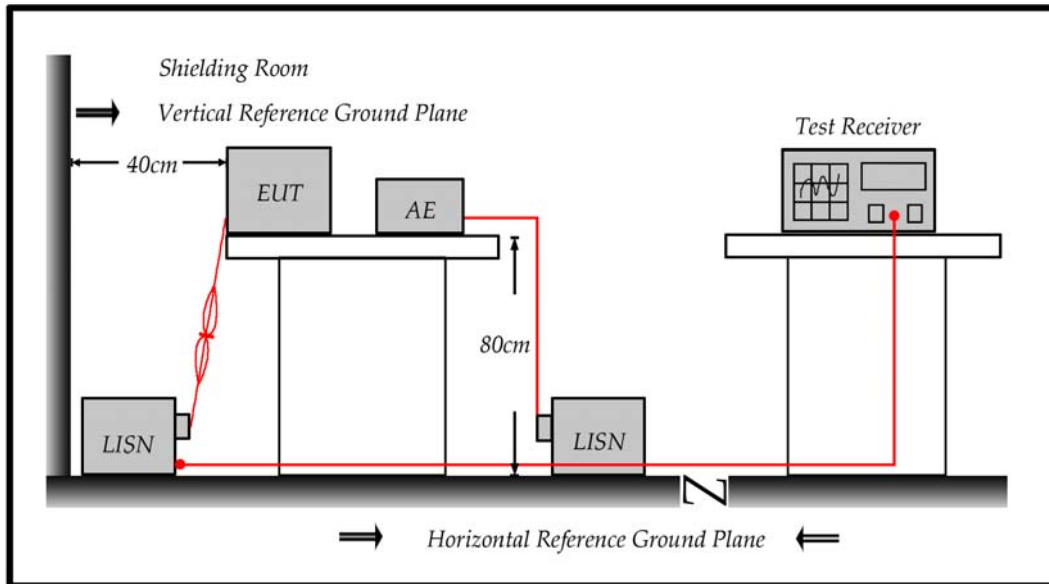 Shielding Room
Vertical Reference Ground Plane
Test Receiver
40cm
EUT
AE
80cm
LISN
LISN
Horizontal Reference Ground Plane